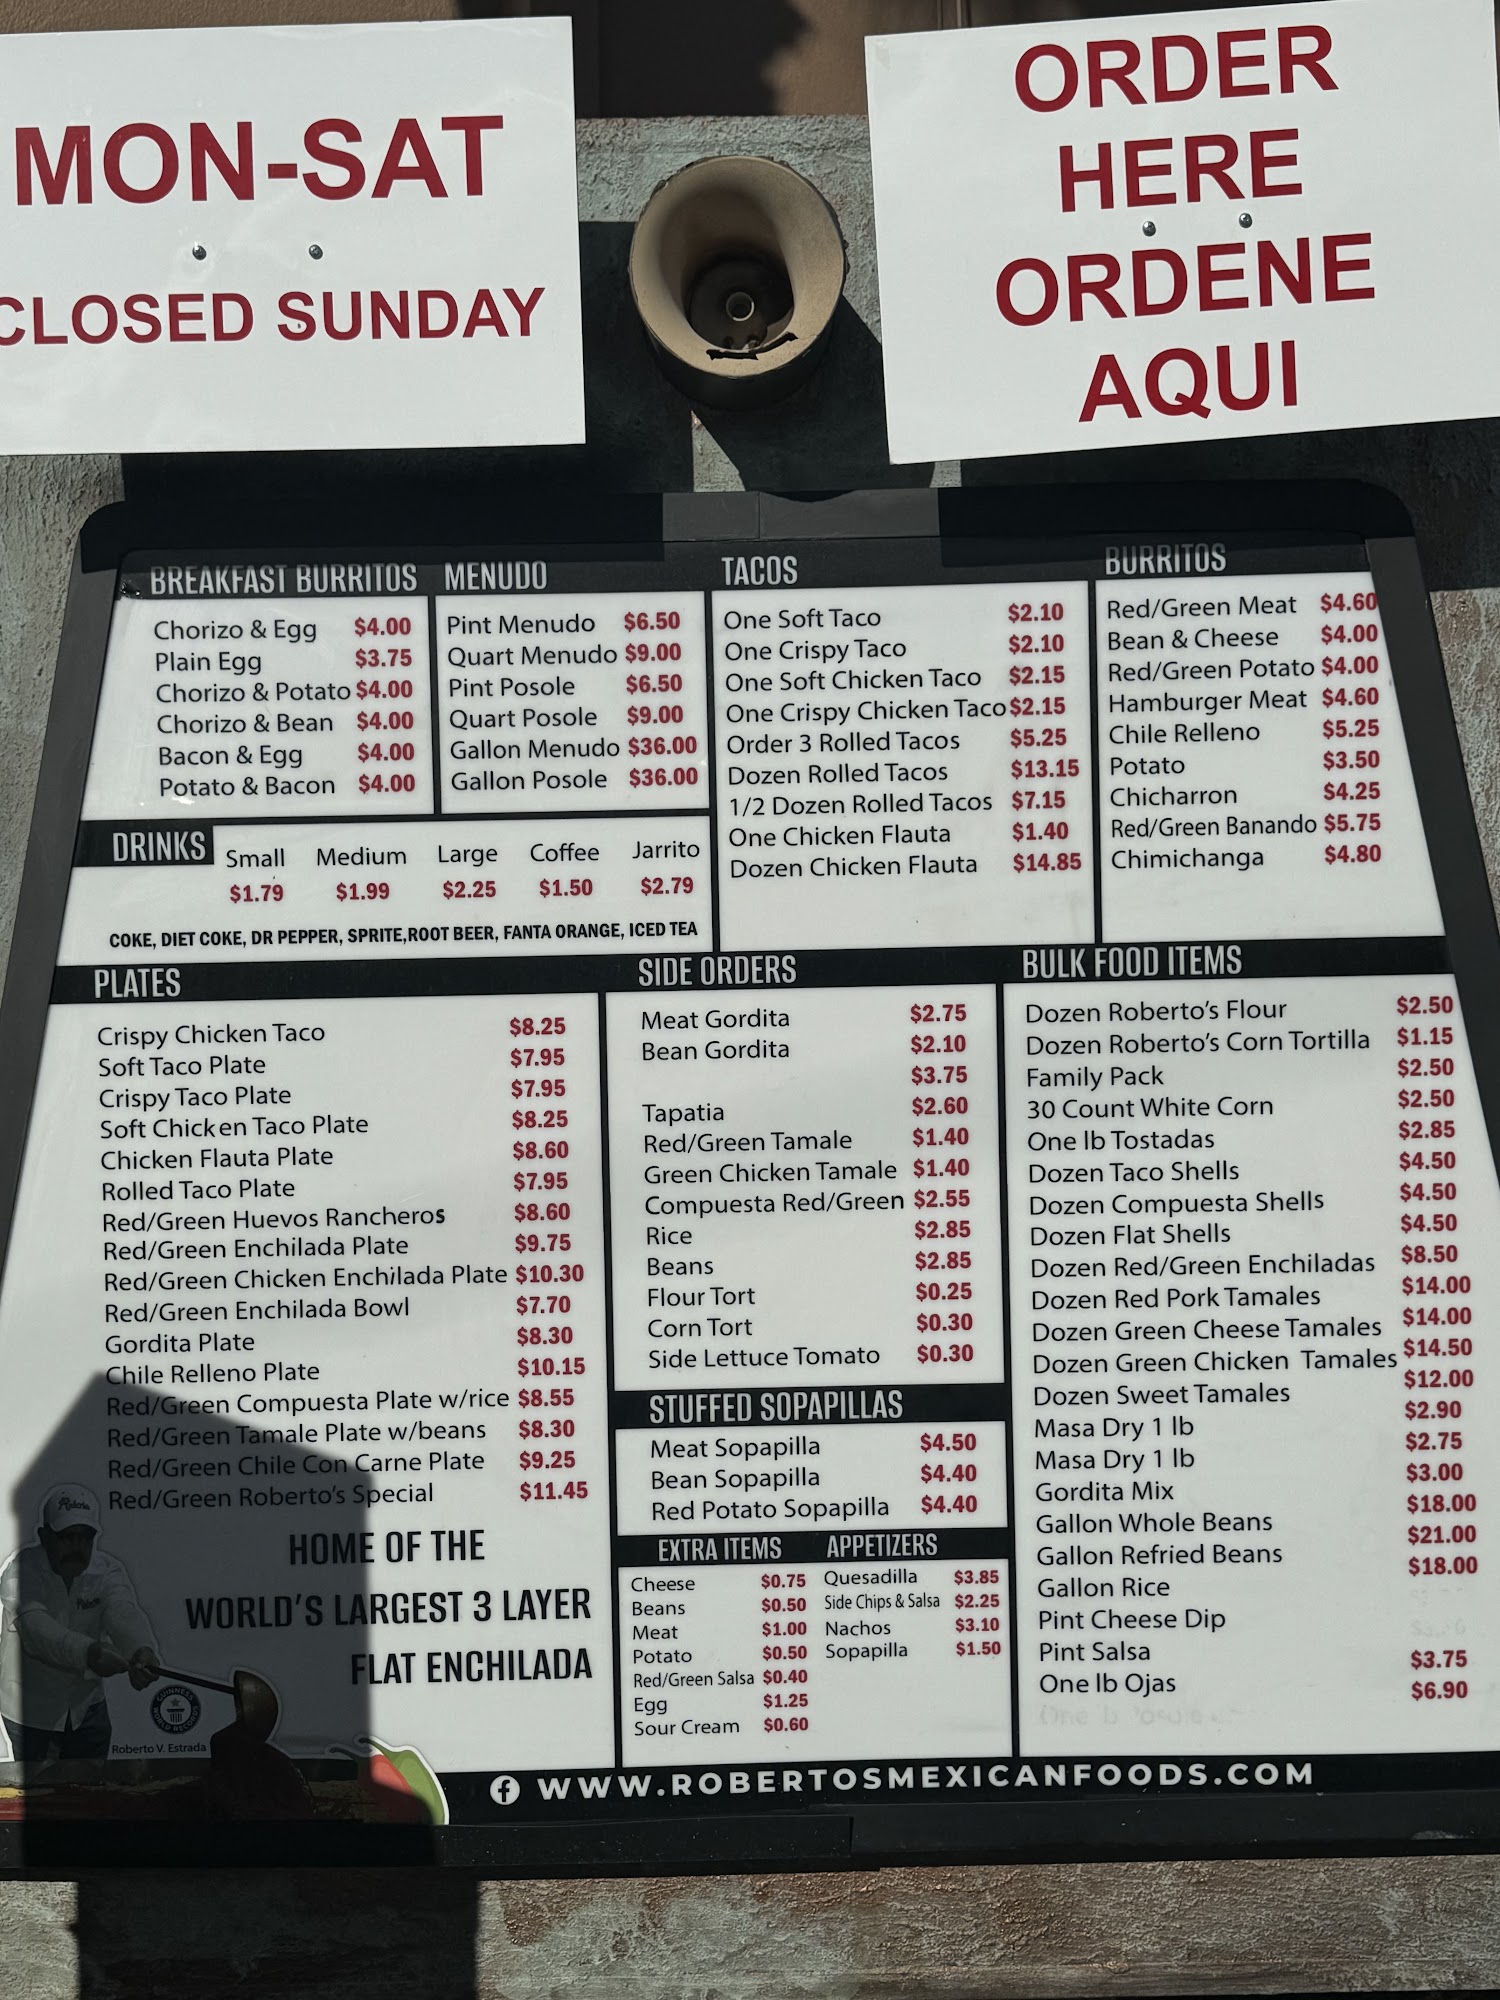 MON-SAT
CLOSED SUNDAY
ORDER
HERE
ORDENE
AQUI
BREAKFAST BURRITOS
Chorizo & Egg $4.00
Plain Egg $3.75
Chorizo & Potato $4.00
Chorizo & Bean $4.00
Bacon & Egg $4.00
Potato & Bacon $4.00
MENUDO
Pint Menudo $6.50
Quart Menudo $9.00
Pint Posole $6.50
Quart Posole $9.00
Gallon Menudo $36.00
Gallon Posole $36.00
TACOS
One Soft Taco $2.10
One Crispy Taco $2.10
One Soft Chicken Taco $2.15
One Crispy Chicken Taco $2.15
Order 3 Rolled Tacos $5.25
Dozen Rolled Tacos $13.15
1/2 Dozen Rolled Tacos $7.15
One Chicken Flauta $1.40
Dozen Chicken Flauta $14.85
BURRITOS
Red/Green Meat $4.60
Bean & Cheese $4.00
Red/Green Potato $4.00
Hamburger Meat $4.60
Chile Relleno $5.25
Potato $3.50
Chicharron $4.25
Red/Green Banando $5.75
Chimichanga $4.80
DRINKS
Small Medium Large Coffee Jarrito
$1.79 $1.99 $2.25 $1.50 $2.79
COKE, DIET COKE, DR PEPPER, SPRITE,ROOT BEER, FANTA ORANGE, ICED TEA
PLATES
Crispy Chicken Taco $8.25
Soft Taco Plate $7.95
Crispy Taco Plate $7.95
Soft Chicken Taco Plate $8.25
Chicken Flauta Plate $8.60
Rolled Taco Plate $7.95
Red/Green Huevos Rancheros $8.60
Red/Green Enchilada Plate $9.75
Red/Green Chicken Enchilada Plate $10.30
Red/Green Enchilada Bowl $7.70
Gordita Plate $8.30
Chile Relleno Plate $10.15
Red/Green Compuesta Plate w/rice $8.55
Red/Green Tamale Plate w/beans $8.30
Red/Green Chile Con Carne Plate $9.25
Red/Green Roberto's Special $11.45
HOME OF THE
WORLD'S LARGEST 3 LAYER
FLAT ENCHILADA
Roberto's
GUINNESS
WORLD RECORDS
Roberto V. Estrada
SIDE ORDERS
Meat Gordita $2.75
Bean Gordita $2.10
$3.75
Tapatia $2.60
Red/Green Tamale $1.40
Green Chicken Tamale $1.40
Compuesta Red/Green $2.55
Rice $2.85
Beans $2.85
Flour Tort $0.25
Corn Tort $0.30
Side Lettuce Tomato $0.30
STUFFED SOPAPILLAS
Meat Sopapilla $4.50
Bean Sopapilla $4.40
Red Potato Sopapilla $4.40
EXTRA ITEMS
Cheese $0.75
Beans $0.50
Meat $1.00
Potato $0.50
Red/Green Salsa $0.40
Egg $1.25
Sour Cream $0.60
APPETIZERS
Quesadilla $3.85
Side Chips & Salsa $2.25
Nachos $3.10
Sopapilla $1.50
BULK FOOD ITEMS
Dozen Roberto's Flour $2.50
Dozen Roberto's Corn Tortilla $1.15
Family Pack $2.50
30 Count White Corn $2.50
One lb Tostadas $2.85
Dozen Taco Shells $4.50
Dozen Compuesta Shells $4.50
Dozen Flat Shells $4.50
Dozen Red/Green Enchiladas $8.50
Dozen Red Pork Tamales $14.00
Dozen Green Cheese Tamales $14.00
Dozen Green Chicken Tamales $14.50
Dozen Sweet Tamales $12.00
Masa Dry 1 lb $2.90
Masa Dry 1 lb $2.75
Gordita Mix $3.00
Gallon Whole Beans $18.00
Gallon Refried Beans $21.00
Gallon Rice $18.00
Pint Cheese Dip
Pint Salsa $3.75
One lb Ojas $6.90
WWW.ROBERTOSMEXICANFOODS.COM